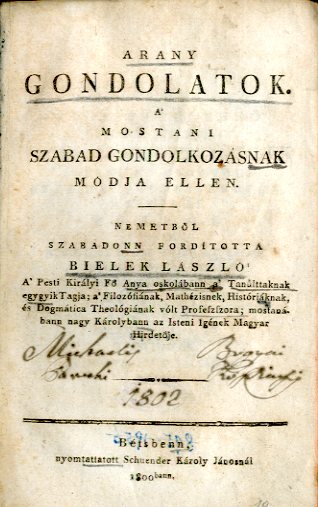 ARANY
GONDOLATOK.
A'
MOSTANI
SZABAD GONDOLKOZÁSNAK
MÓDJA ELLEN.
NEMETBŐL
SZABADONN FORDÍTOTTA
BIELEK LÁSZLÓ
A' Pesti Királyi Fő Anya oskolábann a' Tanúlttaknak
egygyik Tagja; a' Filozófiának, Mathézisnek, Históriáknak,
és Dogmática Theológiának vólt Profeszszora; mostaná-
bann nagy Károlybann az Isteni Igének Magyar
Hirdetője.
1802
Bétsbenn,
nyomtattatott Schuender Károly Jánosnál
1800bann.